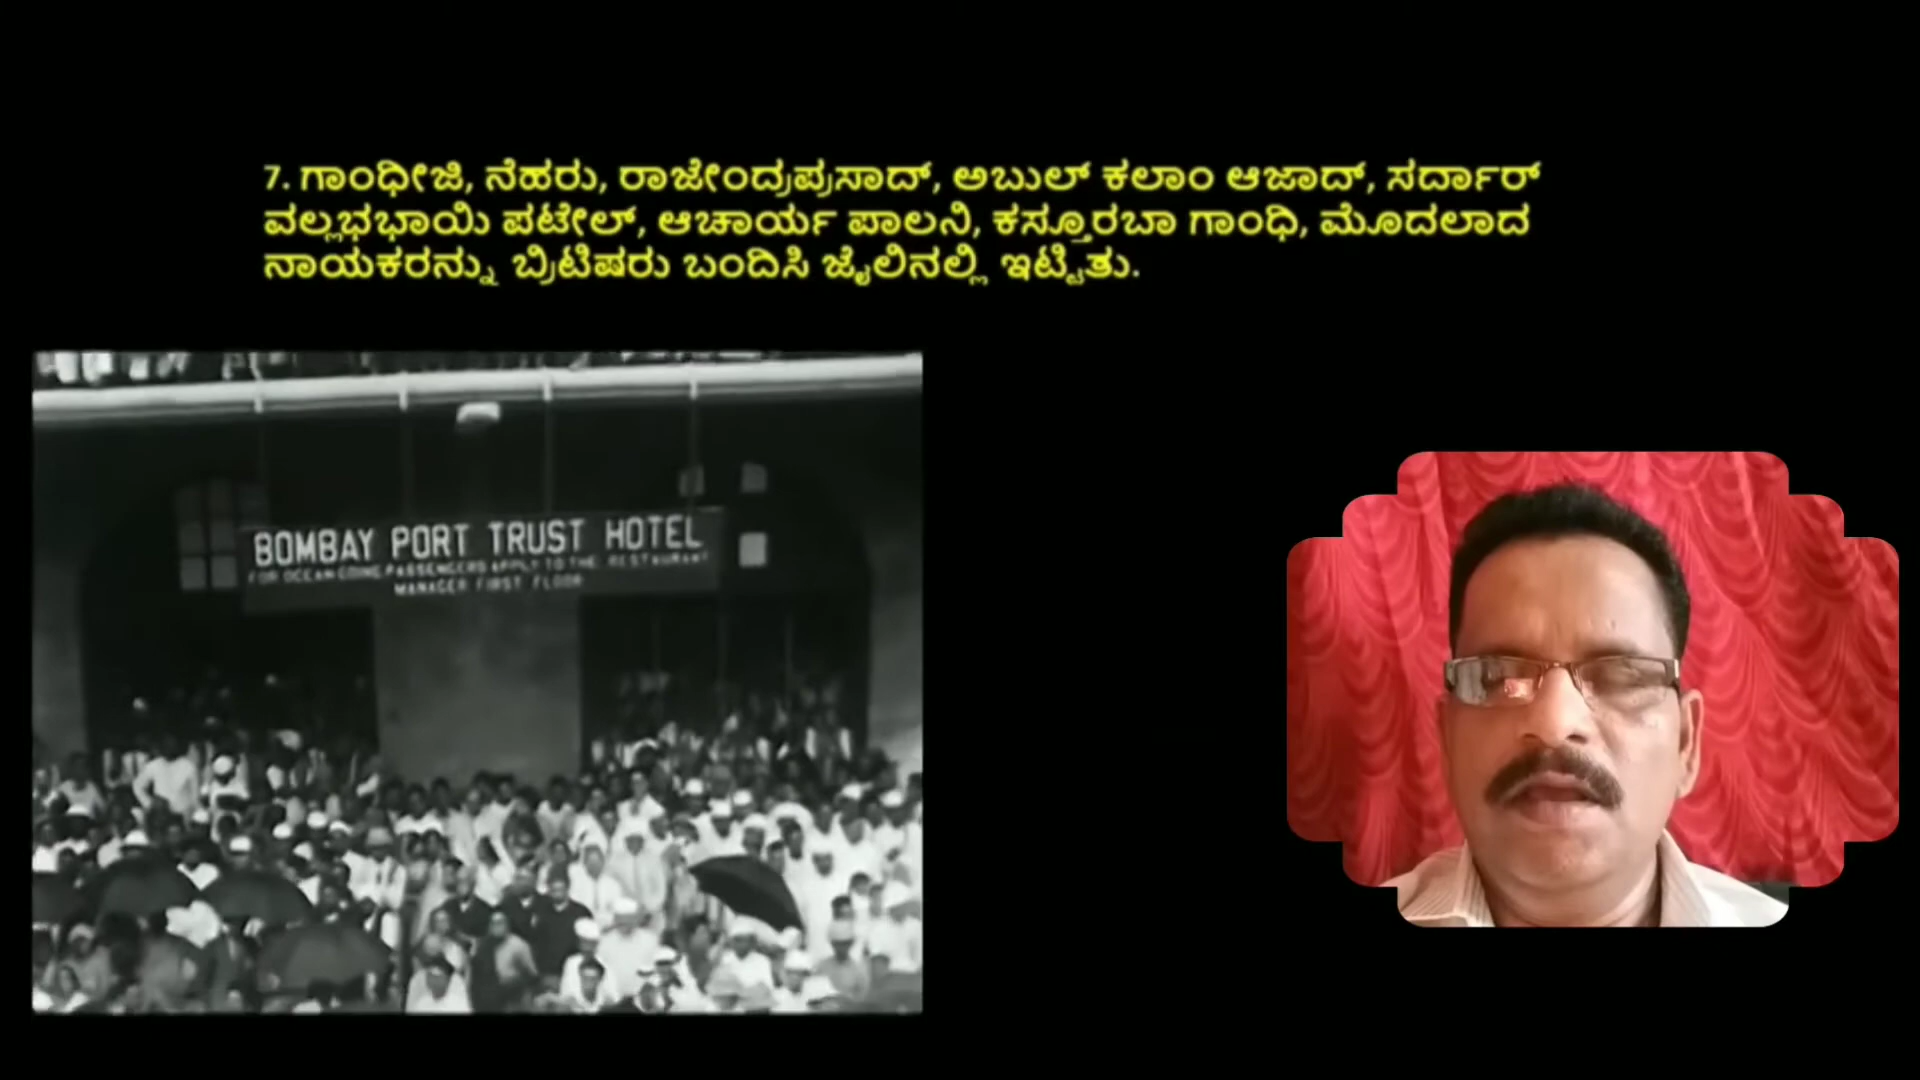 7. ಗಾಂಧೀಜಿ, ನೆಹರು, ರಾಜೇಂದ್ರಪ್ರಸಾದ್, ಅಬುಲ್ ಕಲಾಂ ಆಜಾದ್, ಸರ್ದಾರ್
ವಲ್ಲಭಭಾಯಿ ಪಟೇಲ್, ಆಚಾರ್ಯ ಪಾಲನಿ, ಕಸ್ತೂರಬಾ ಗಾಂಧಿ, ಮೊದಲಾದ
ನಾಯಕರನ್ನು ಬ್ರಿಟಿಷರು ಬಂದಿಸಿ ಜೈಲಿನಲ್ಲಿ ಇಟ್ಟಿತು.
BOMBAY PORT TRUST HOTEL
FOR OCEAN GOING PASSENGERS APPLY TO THE RESTAURANT
MANAGER FIRST FLOOR